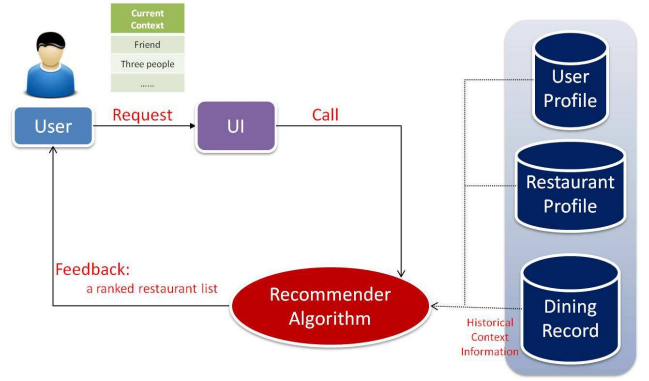 Current
Context
Friend
Three people
......
User
Request
UI
Call
User
Profile
Restaurant
Profile
Dining
Record
Historical
Context
Information
Recommender
Algorithm
Feedback:
a ranked restaurant list